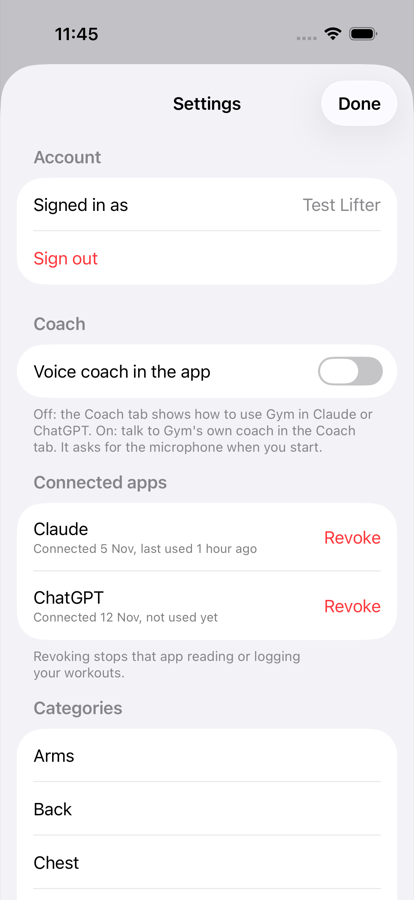 11:45
Settings
Done
Account
Signed in as
Test Lifter
Sign out
Coach
Voice coach in the app
Off: the Coach tab shows how to use Gym in Claude or
ChatGPT. On: talk to Gym's own coach in the Coach
tab. It asks for the microphone when you start.
Connected apps
Claude
Connected 5 Nov, last used 1 hour ago
Revoke
ChatGPT
Connected 12 Nov, not used yet
Revoke
Revoking stops that app reading or logging
your workouts.
Categories
Arms
Back
Chest